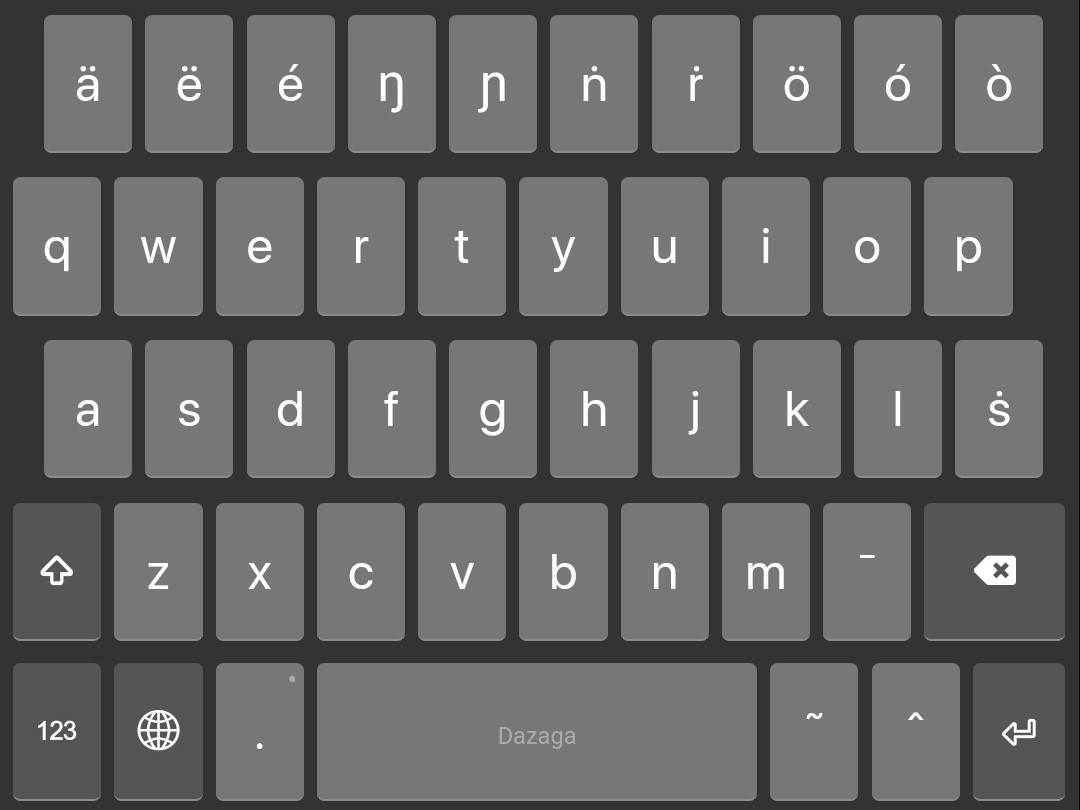 ä ë é ŋ ɲ ṅ ṙ ö ó ò
q w e r t y u i o p
a s d f g h j k l ṡ
z x c v b n m ˉ
123 . Dazaga ˜ ˆ